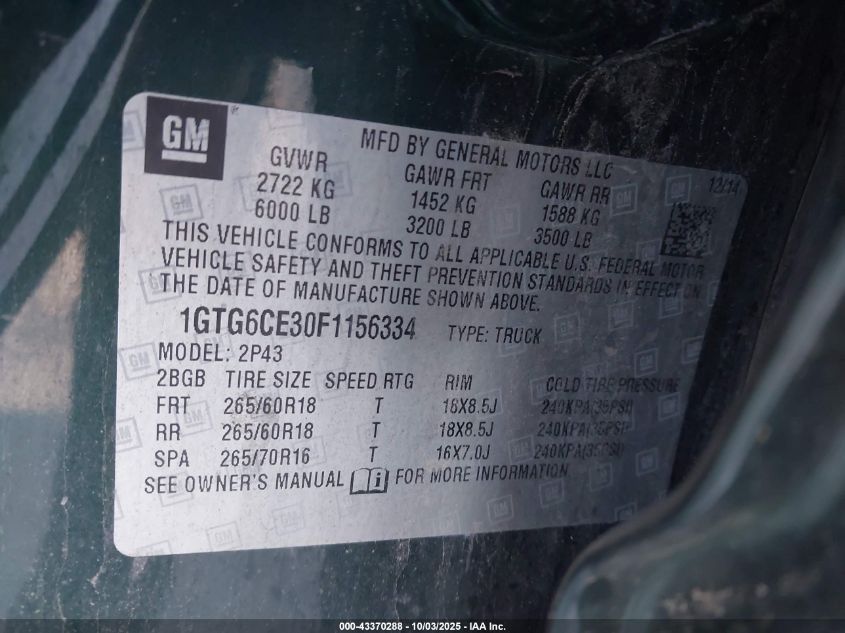 GM
MFD BY GENERAL MOTORS LLC
GVWR GAWR FRT GAWR RR 12/14
2722 KG 1452 KG 1588 KG
6000 LB 3200 LB 3500 LB
THIS VEHICLE CONFORMS TO ALL APPLICABLE U.S. FEDERAL MOTOR
VEHICLE SAFETY AND THEFT PREVENTION STANDARDS IN EFFECT ON
THE DATE OF MANUFACTURE SHOWN ABOVE.
1GTG6CE30F1156334 TYPE: TRUCK
MODEL: 2P43
2BGB TIRE SIZE SPEED RTG RIM COLD TIRE PRESSURE
FRT 265/60R18 T 18X8.5J 240KPA(35PSI)
RR 265/60R18 T 18X8.5J 240KPA(35PSI)
SPA 265/70R16 T 16X7.0J 240KPA(35PSI)
SEE OWNER'S MANUAL i FOR MORE INFORMATION
000-43370288 - 10/03/2025 - IAA Inc.